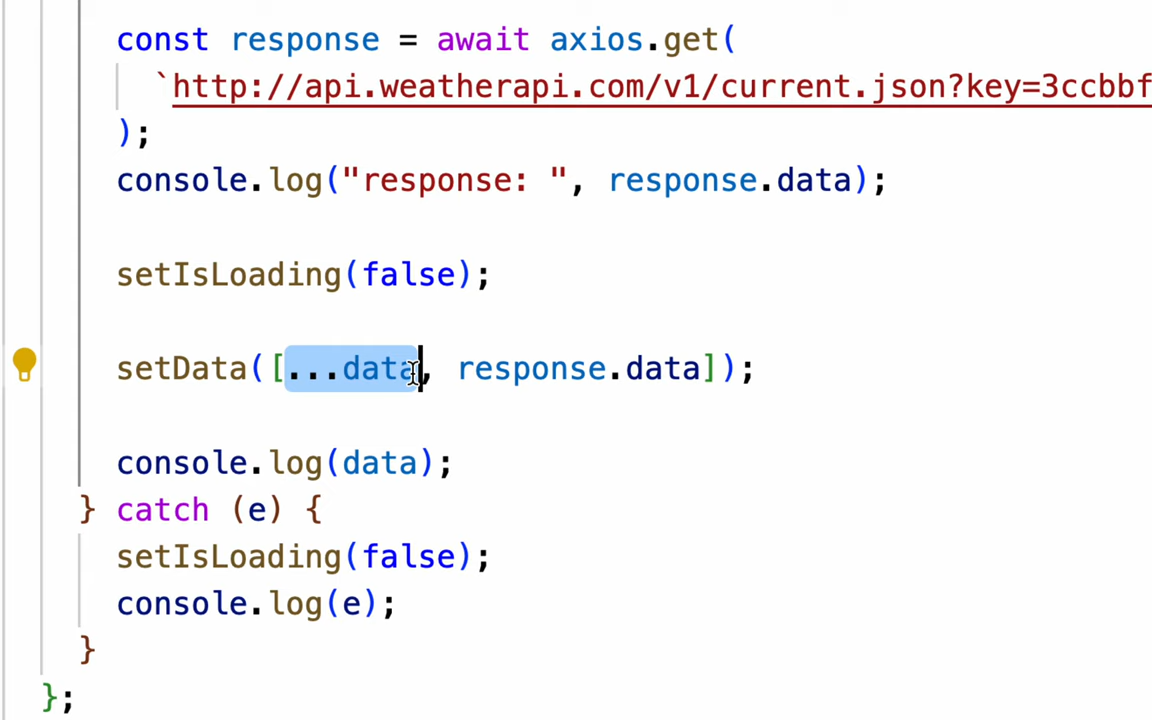 const response = await axios.get(
`http://api.weatherapi.com/v1/current.json?key=3ccbbf
);
console.log("response: ", response.data);
setIsLoading(false);
setData([...data, response.data]);
console.log(data);
} catch (e) {
setIsLoading(false);
console.log(e);
}
};